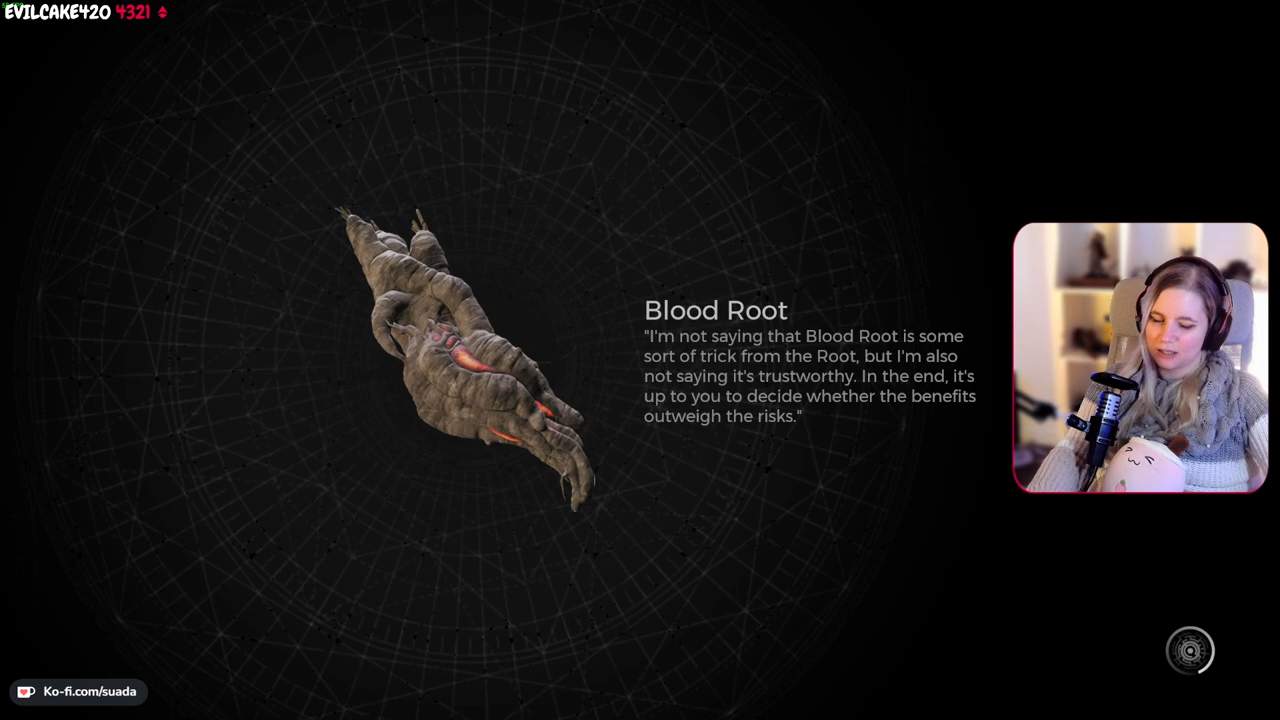 EVILCAKE420 4321
Blood Root
"I'm not saying that Blood Root is some
sort of trick from the Root, but I'm also
not saying it's trustworthy. In the end, it's
up to you to decide whether the benefits
outweigh the risks."
Ko-fi.com/suada